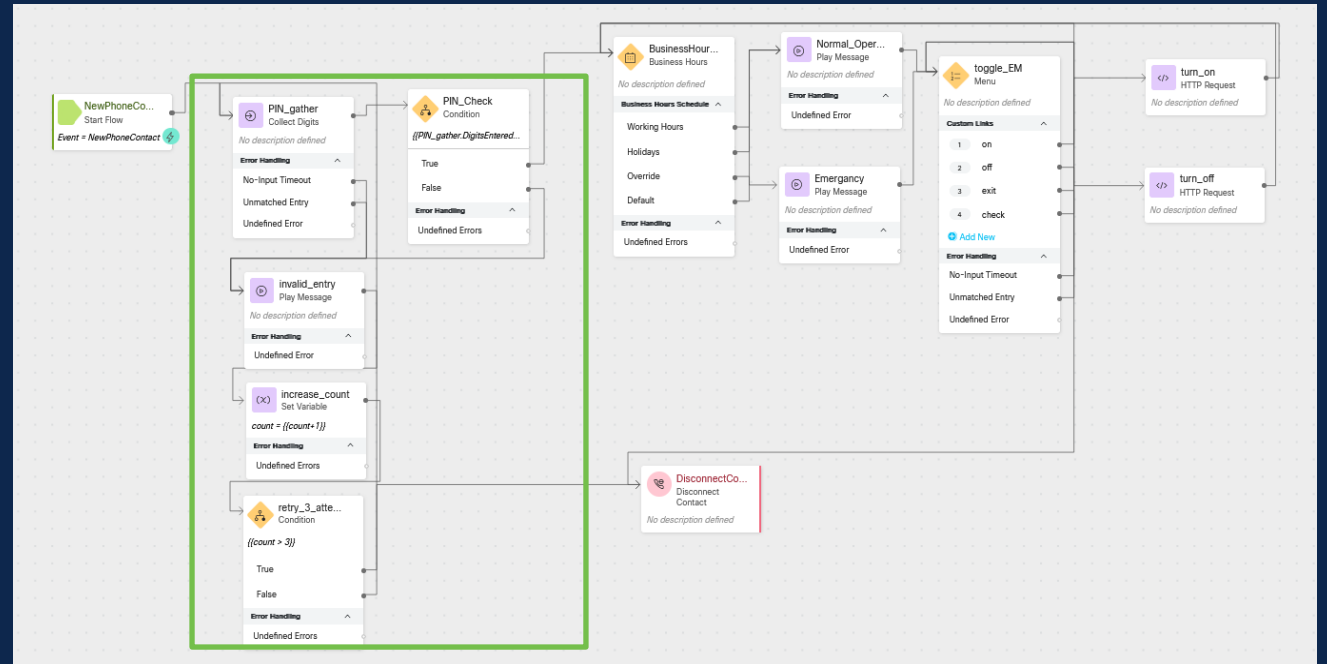 NewPhoneCo...
Start Flow
Event = NewPhoneContact
PIN_gather
Collect Digits
No description defined
Error Handling
No-Input Timeout
Unmatched Entry
Undefined Error
PIN_Check
Condition
{{PIN_gather.DigitsEntered...
True
False
Error Handling
Undefined Errors
invalid_entry
Play Message
No description defined
Error Handling
Undefined Error
increase_count
Set Variable
count = {{count+1}}
Error Handling
Undefined Errors
retry_3_atte...
Condition
{{count > 3}}
True
False
Error Handling
Undefined Errors
BusinessHour...
Business Hours
No description defined
Business Hours Schedule
Working Hours
Holidays
Override
Default
Error Handling
Undefined Errors
Normal_Oper...
Play Message
No description defined
Error Handling
Undefined Error
Emergancy
Play Message
No description defined
Error Handling
Undefined Error
toggle_EM
Menu
No description defined
Custom Links
1 on
2 off
3 exit
4 check
Add New
Error Handling
No-Input Timeout
Unmatched Entry
Undefined Error
turn_on
HTTP Request
No description defined
turn_off
HTTP Request
No description defined
DisconnectCo...
Disconnect
Contact
No description defined